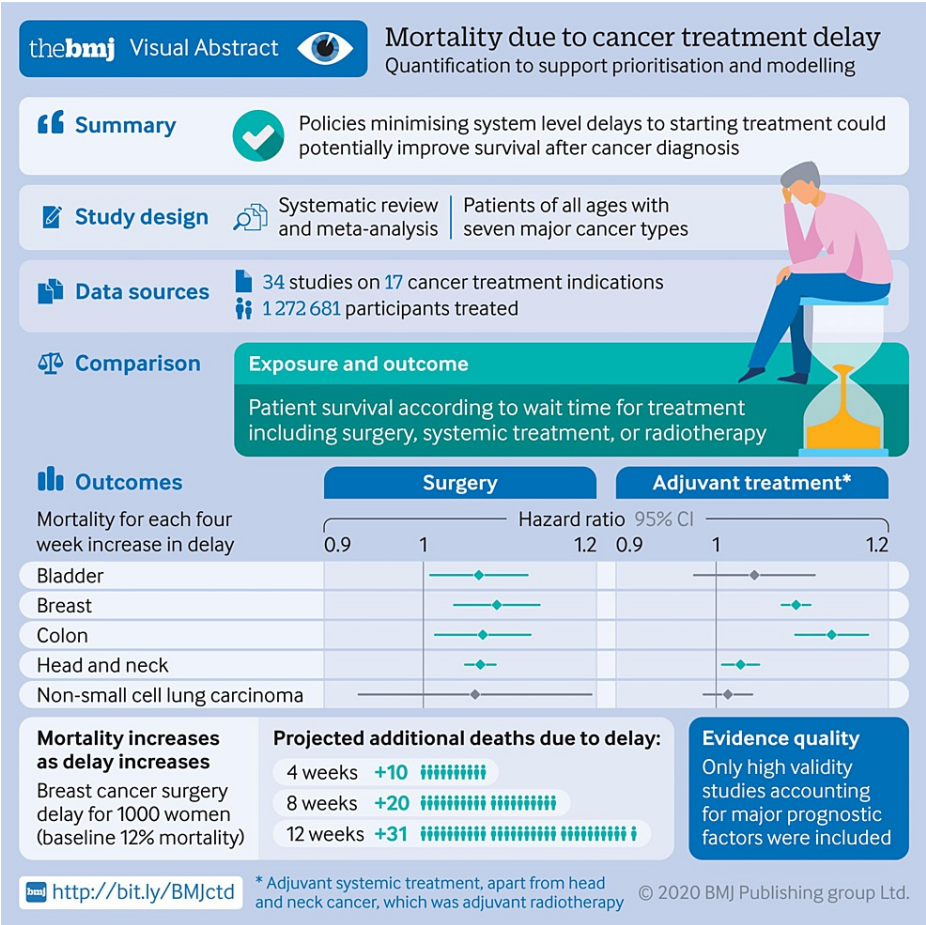 thebmj Visual Abstract
Mortality due to cancer treatment delay
Quantification to support prioritisation and modelling
Summary
Policies minimising system level delays to starting treatment could
potentially improve survival after cancer diagnosis
Study design
Systematic review
and meta-analysis
Patients of all ages with
seven major cancer types
Data sources
34 studies on 17 cancer treatment indications
1 272 681 participants treated
Comparison
Exposure and outcome
Patient survival according to wait time for treatment
including surgery, systemic treatment, or radiotherapy
Outcomes
Surgery
Adjuvant treatment*
Mortality for each four
week increase in delay
Hazard ratio 95% CI
0.9 1 1.2 0.9 1 1.2
Bladder
Breast
Colon
Head and neck
Non-small cell lung carcinoma
Mortality increases
as delay increases
Breast cancer surgery
delay for 1000 women
(baseline 12% mortality)
Projected additional deaths due to delay:
4 weeks +10
8 weeks +20
12 weeks +31
Evidence quality
Only high validity
studies accounting
for major prognostic
factors were included
bmj http://bit.ly/BMJctd
* Adjuvant systemic treatment, apart from head
and neck cancer, which was adjuvant radiotherapy
© 2020 BMJ Publishing group Ltd.